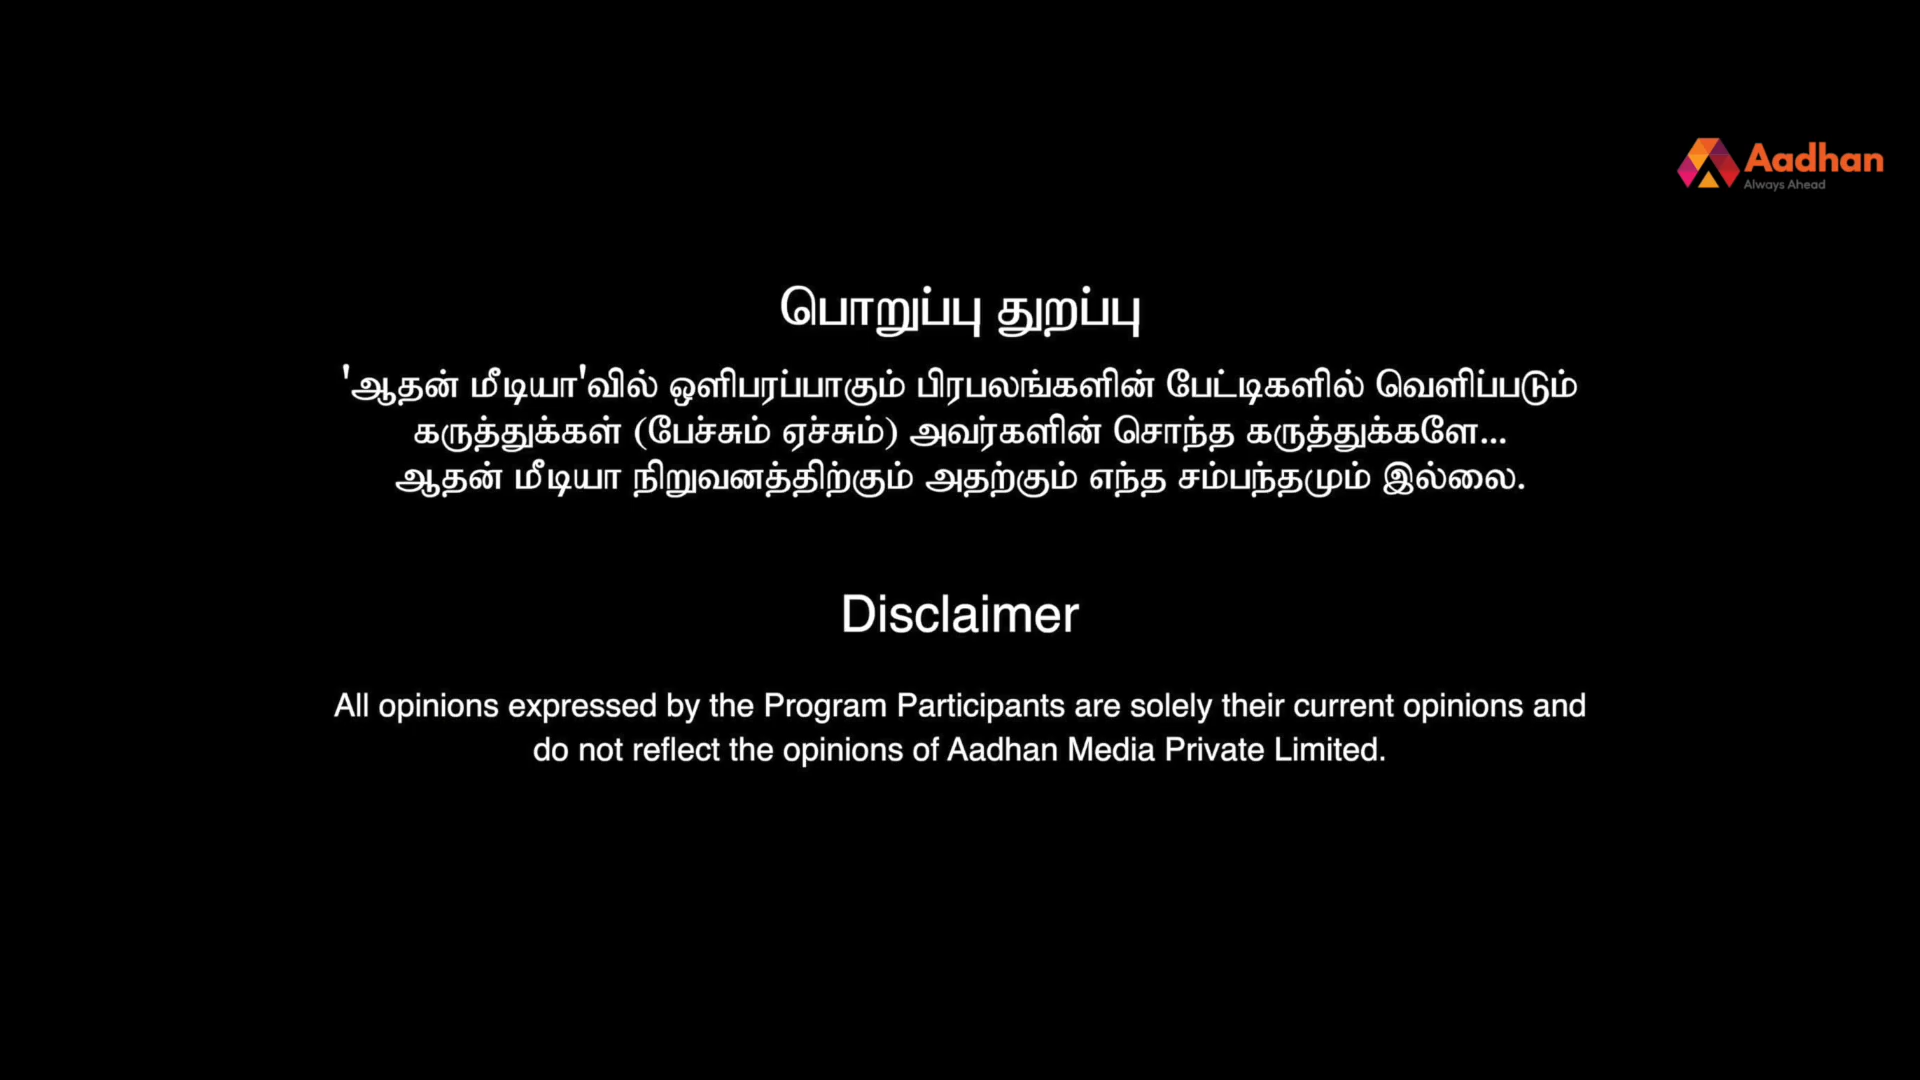 Aadhan
Always Ahead
பொறுப்பு துறப்பு
'ஆதன் மீடியா'வில் ஒளிபரப்பாகும் பிரபலங்களின் பேட்டிகளில் வெளிப்படும்
கருத்துக்கள் (பேச்சும் ஏச்சும்) அவர்களின் சொந்த கருத்துக்களே...
ஆதன் மீடியா நிறுவனத்திற்கும் அதற்கும் எந்த சம்பந்தமும் இல்லை.
Disclaimer
All opinions expressed by the Program Participants are solely their current opinions and
do not reflect the opinions of Aadhan Media Private Limited.